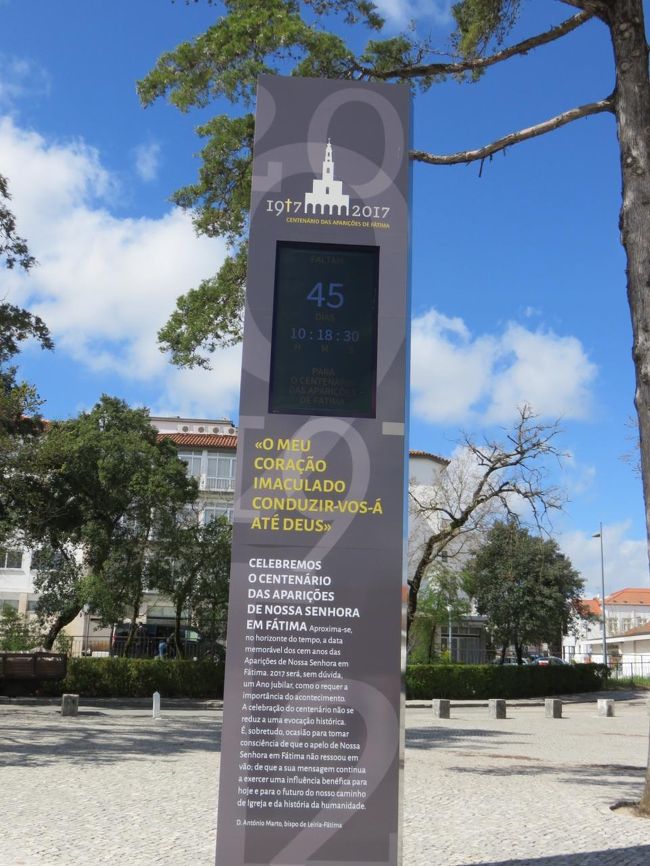 1917 2017
CENTENÁRIO DAS APARIÇÕES DE FÁTIMA
FALTAM
45
DIAS
10:18:30
H M S
PARA
O CENTENÁRIO
DAS APARIÇÕES
DE FÁTIMA
«O MEU
CORAÇÃO
IMACULADO
CONDUZIR-VOS-Á
ATÉ DEUS»
CELEBREMOS
O CENTENÁRIO
DAS APARIÇÕES
DE NOSSA SENHORA
EM FÁTIMA Aproxima-se,
no horizonte do tempo, a data
memorável dos cem anos das
Aparições de Nossa Senhora em
Fátima. 2017 será, sem dúvida,
um Ano Jubilar, como o requer a
importância do acontecimento.
A celebração do centenário não se
reduz a uma evocação histórica.
É, sobretudo, ocasião para tomar
consciência de que o apelo de Nossa
Senhora em Fátima não ressoou em
vão; de que a sua mensagem continua
a exercer uma influência benéfica para
hoje e para o futuro do nosso caminho
de Igreja e da história da humanidade.
D. António Marto, bispo de Leiria-Fátima